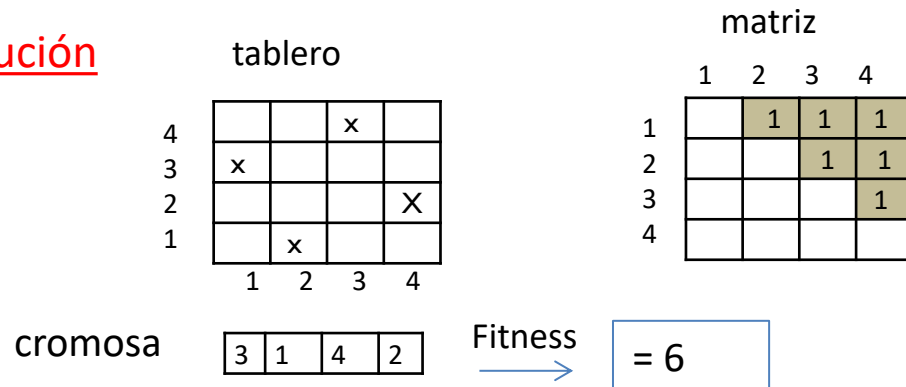 ución
tablero
matriz
1 2 3 4
4 x
3 x
2 X
1 x
1 2 3 4
1 1 1 1
2 1 1
3 1
4
cromosa 3 1 4 2
Fitness
= 6